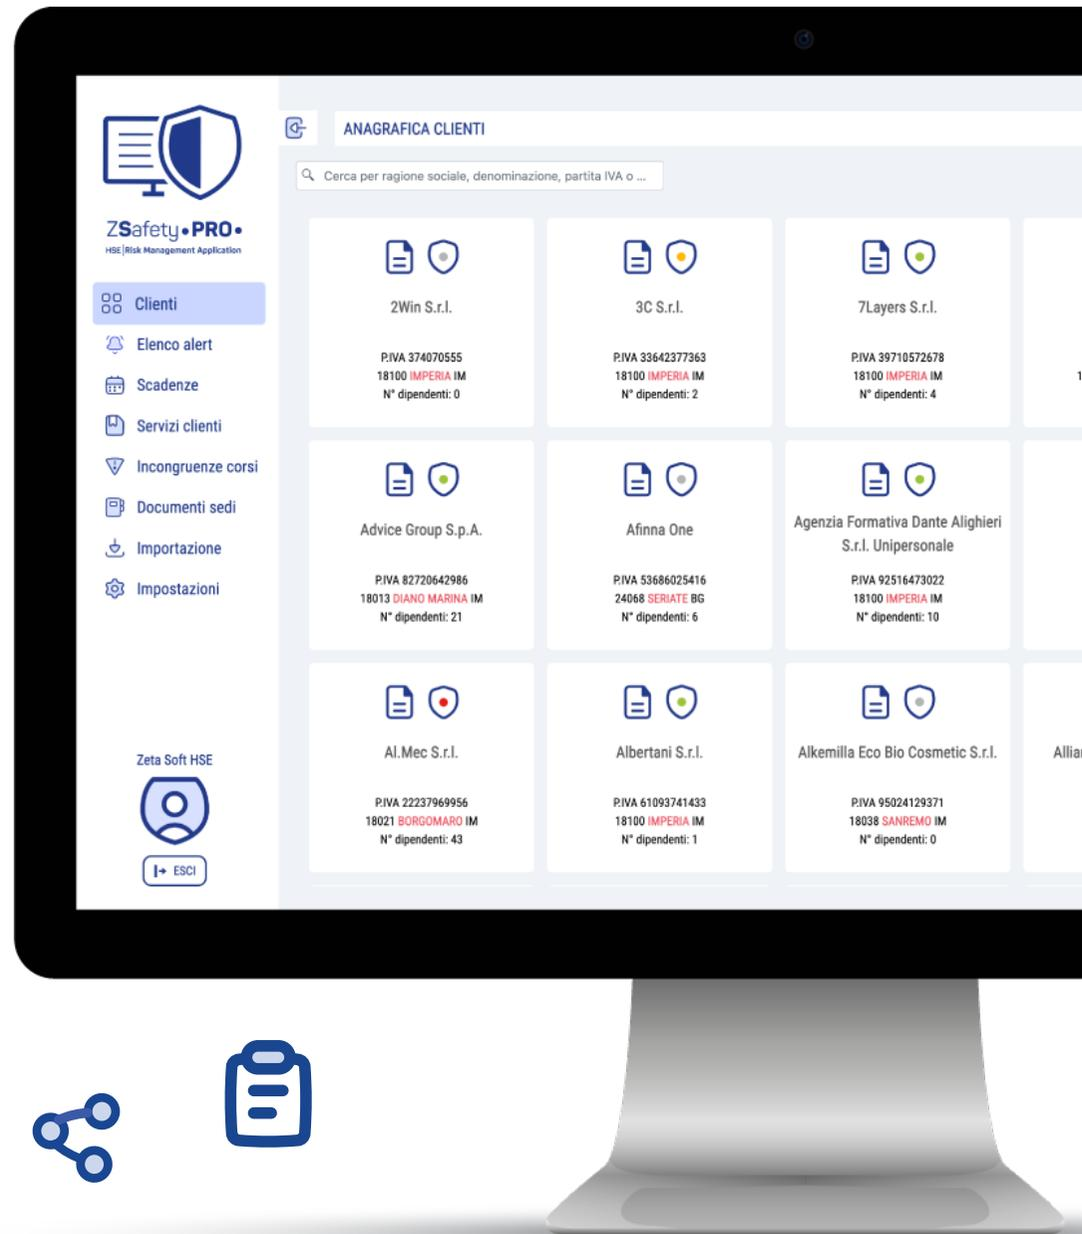 ZSafety•PRO•
HSE|Risk Management Application
Clienti
Elenco alert
Scadenze
Servizi clienti
Incongruenze corsi
Documenti sedi
Importazione
Impostazioni
Zeta Soft HSE
ESCI
ANAGRAFICA CLIENTI
Cerca per ragione sociale, denominazione, partita IVA o ...
2Win S.r.l.
P.IVA 374070555
18100 IMPERIA IM
N° dipendenti: 0
3C S.r.l.
P.IVA 33642377363
18100 IMPERIA IM
N° dipendenti: 2
7Layers S.r.l.
P.IVA 39710572678
18100 IMPERIA IM
N° dipendenti: 4
1
Advice Group S.p.A.
P.IVA 82720642986
18013 DIANO MARINA IM
N° dipendenti: 21
Afinna One
P.IVA 53686025416
24068 SERIATE BG
N° dipendenti: 6
Agenzia Formativa Dante Alighieri
S.r.l. Unipersonale
P.IVA 92516473022
18100 IMPERIA IM
N° dipendenti: 10
Al.Mec S.r.l.
P.IVA 22237969956
18021 BORGOMARO IM
N° dipendenti: 43
Albertani S.r.l.
P.IVA 61093741433
18100 IMPERIA IM
N° dipendenti: 1
Alkemilla Eco Bio Cosmetic S.r.l.
P.IVA 95024129371
18038 SANREMO IM
N° dipendenti: 0